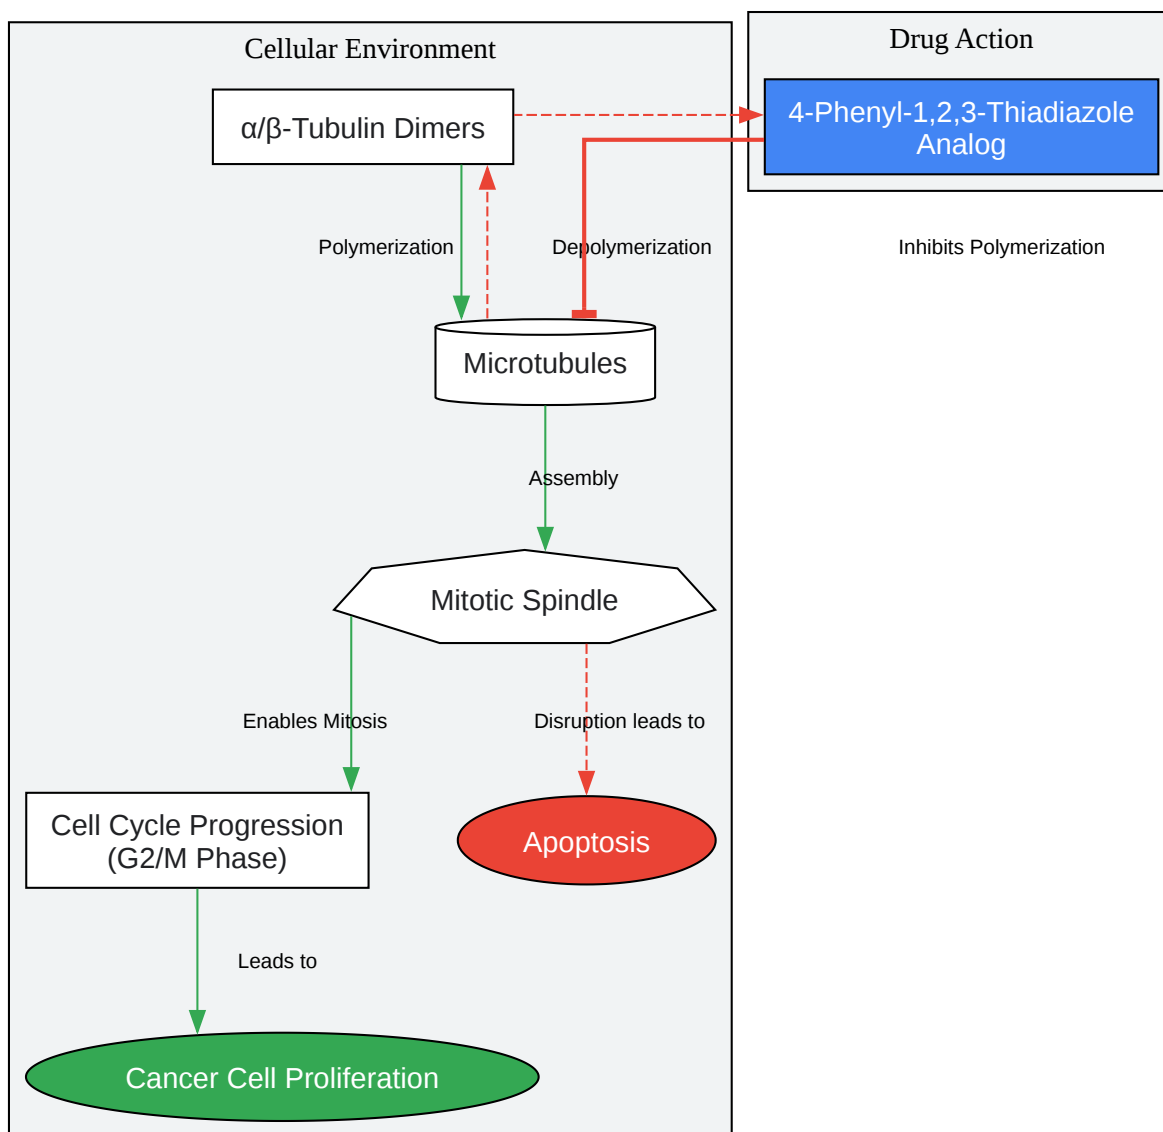 Cellular Environment
Drug Action
α/β-Tubulin Dimers
4-Phenyl-1,2,3-Thiadiazole
Analog
Polymerization
Depolymerization
Inhibits Polymerization
Microtubules
Assembly
Mitotic Spindle
Enables Mitosis
Disruption leads to
Cell Cycle Progression
(G2/M Phase)
Apoptosis
Leads to
Cancer Cell Proliferation